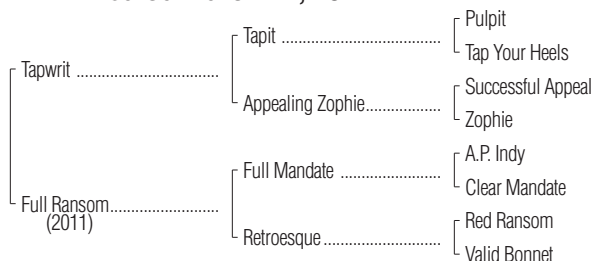 Pulpit
Tapit ........................................
Tap Your Heels
Tapwrit ....................................
Successful Appeal
Appealing Zophie...................
Zophie
A.P. Indy
Full Mandate .........................
Clear Mandate
Full Ransom...........................
(2011)
Red Ransom
Retroesque .............................
Valid Bonnet